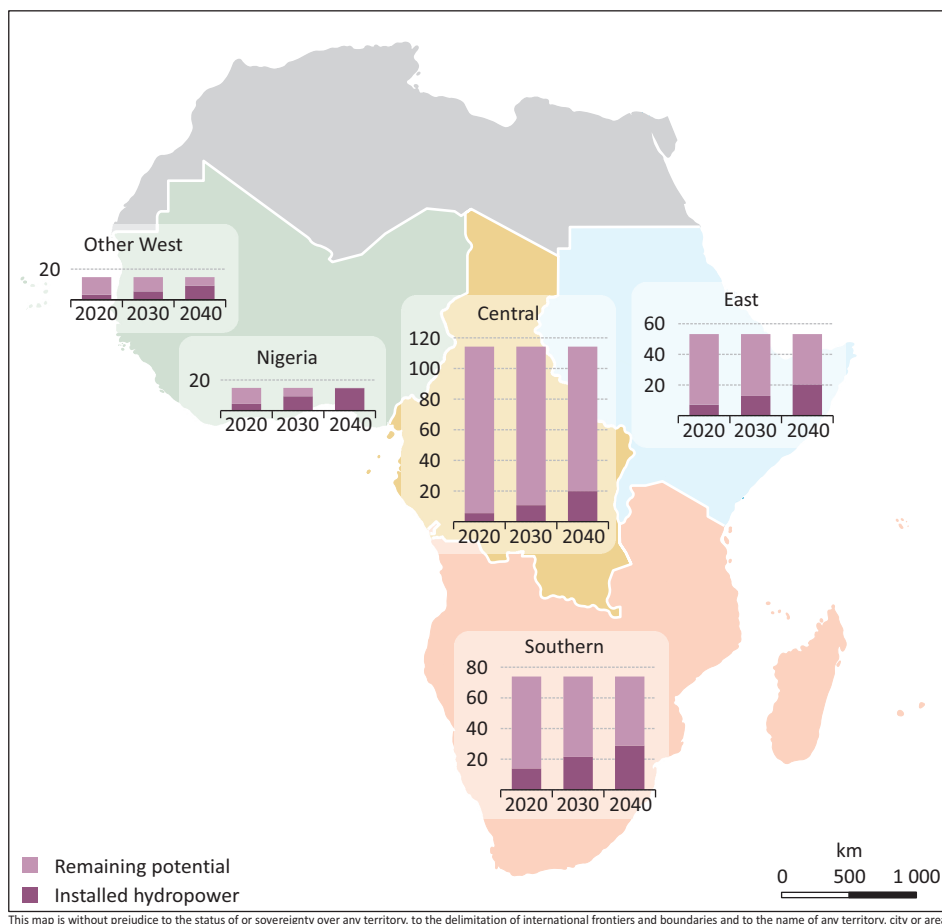 Other West
20
2020 2030 2040
Nigeria
20
2020 2030 2040
Central
120
100
80
60
40
20
2020 2030 2040
East
60
40
20
2020 2030 2040
Southern
80
60
40
20
2020 2030 2040
Remaining potential
Installed hydropower
km
0 500 1 000
This map is without prejudice to the status of or sovereignty over any territory, to the delimitation of international frontiers and boundaries and to the name of any territory, city or area